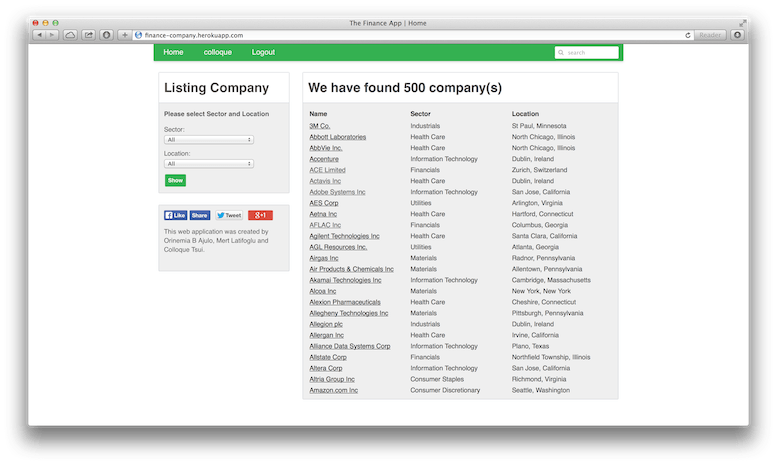 The Finance App | Home
finance-company.herokuapp.com
Reader
Home colloque Logout
search
Listing Company
Please select Sector and Location
Sector:
All
Location:
All
Show
Like Share Tweet +1
This web application was created by
Orinemia B Ajulo, Mert Latifoglu and
Colloque Tsui.
We have found 500 company(s)
Name Sector Location
3M Co. Industrials St Paul, Minnesota
Abbott Laboratories Health Care North Chicago, Illinois
AbbVie Inc. Health Care North Chicago, Illinois
Accenture Information Technology Dublin, Ireland
ACE Limited Financials Zurich, Switzerland
Actavis Inc Health Care Dublin, Ireland
Adobe Systems Inc Information Technology San Jose, California
AES Corp Utilities Arlington, Virginia
Aetna Inc Health Care Hartford, Connecticut
AFLAC Inc Financials Columbus, Georgia
Agilent Technologies Inc Health Care Santa Clara, California
AGL Resources Inc. Utilities Atlanta, Georgia
Airgas Inc Materials Radnor, Pennsylvania
Air Products & Chemicals Inc Materials Allentown, Pennsylvania
Akamai Technologies Inc Information Technology Cambridge, Massachusetts
Alcoa Inc Materials New York, New York
Alexion Pharmaceuticals Health Care Cheshire, Connecticut
Allegheny Technologies Inc Materials Pittsburgh, Pennsylvania
Allegion plc Industrials Dublin, Ireland
Allergan Inc Health Care Irvine, California
Alliance Data Systems Corp Information Technology Plano, Texas
Allstate Corp Financials Northfield Township, Illinois
Altera Corp Information Technology San Jose, California
Altria Group Inc Consumer Staples Richmond, Virginia
Amazon.com Inc Consumer Discretionary Seattle, Washington